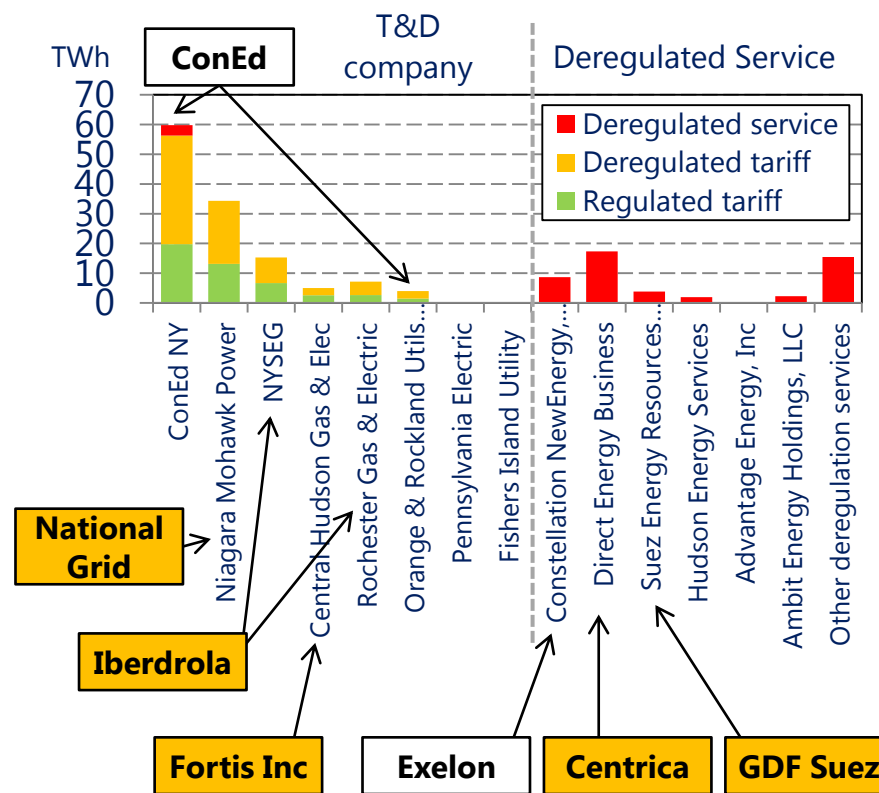 T&D
company
Deregulated Service
TWh
ConEd
70
60
50
40
30
20
10
0
Deregulated service
Deregulated tariff
Regulated tariff
ConEd NY
Niagara Mohawk Power
NYSEG
Central Hudson Gas & Elec
Rochester Gas & Electric
Orange & Rockland Utils...
Pennsylvania Electric
Fishers Island Utility
Constellation NewEnergy,...
Direct Energy Business
Suez Energy Resources...
Hudson Energy Services
Advantage Energy, Inc
Ambit Energy Holdings, LLC
Other deregulation services
National
Grid
Iberdrola
Fortis Inc
Exelon
Centrica
GDF Suez